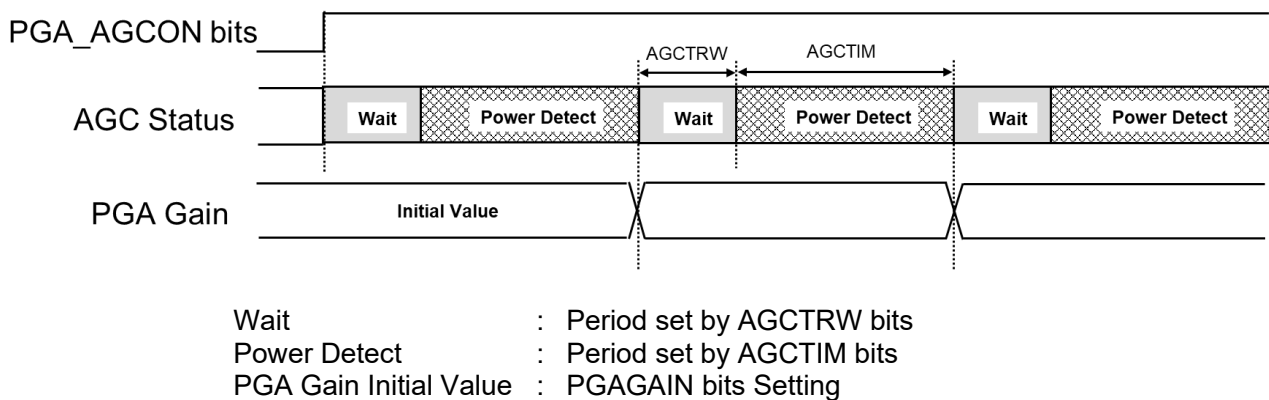 PGA_AGCON bits
AGCTRW AGCTIM
AGC Status Wait Power Detect Wait Power Detect Wait Power Detect
PGA Gain Initial Value
Wait : Period set by AGCTRW bits
Power Detect : Period set by AGCTIM bits
PGA Gain Initial Value : PGAGAIN bits Setting